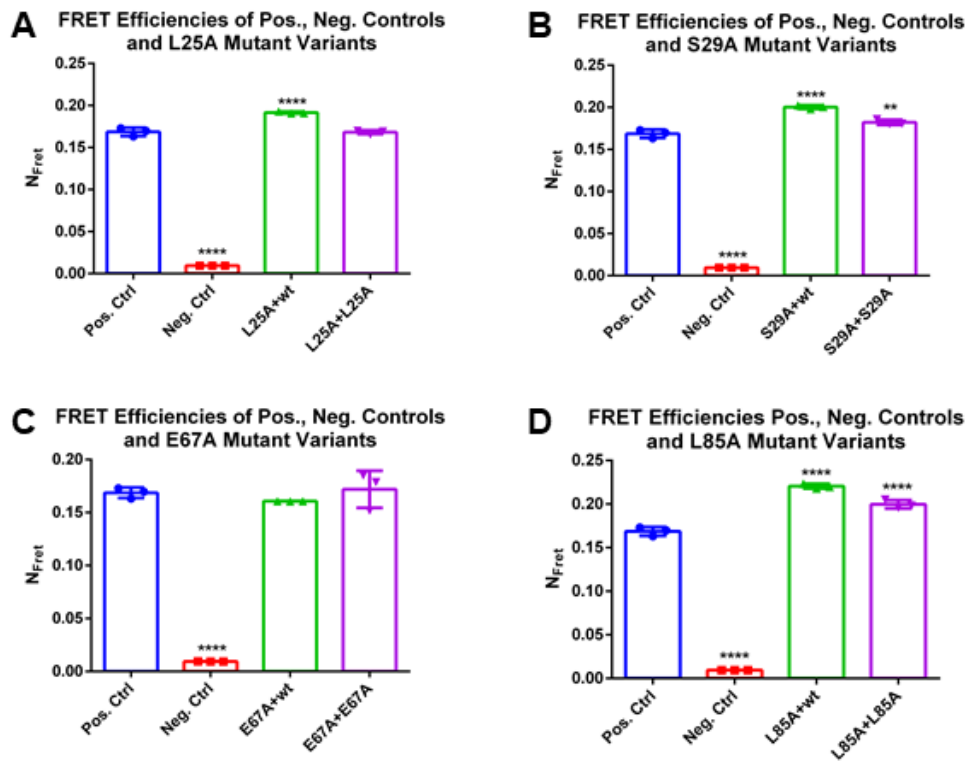 A
FRET Efficiencies of Pos., Neg. Controls
and L25A Mutant Variants
0.25
0.20
0.15
0.10
0.05
0.00
NFret
****
****
Pos. Ctrl
Neg. Ctrl
L25A+wt
L25A+L25A
B
FRET Efficiencies of Pos., Neg. Controls
and S29A Mutant Variants
0.25
0.20
0.15
0.10
0.05
0.00
NFret
****
****
**
Pos. Ctrl
Neg. Ctrl
S29A+wt
S29A+S29A
C
FRET Efficiencies of Pos., Neg. Controls
and E67A Mutant Variants
0.20
0.15
0.10
0.05
0.00
NFret
****
Pos. Ctrl
Neg. Ctrl
E67A+wt
E67A+E67A
D
FRET Efficiencies Pos., Neg. Controls
and L85A Mutant Variants
0.25
0.20
0.15
0.10
0.05
0.00
NFret
****
****
****
Pos. Ctrl
Neg. Ctrl
L85A+wt
L85A+L85A